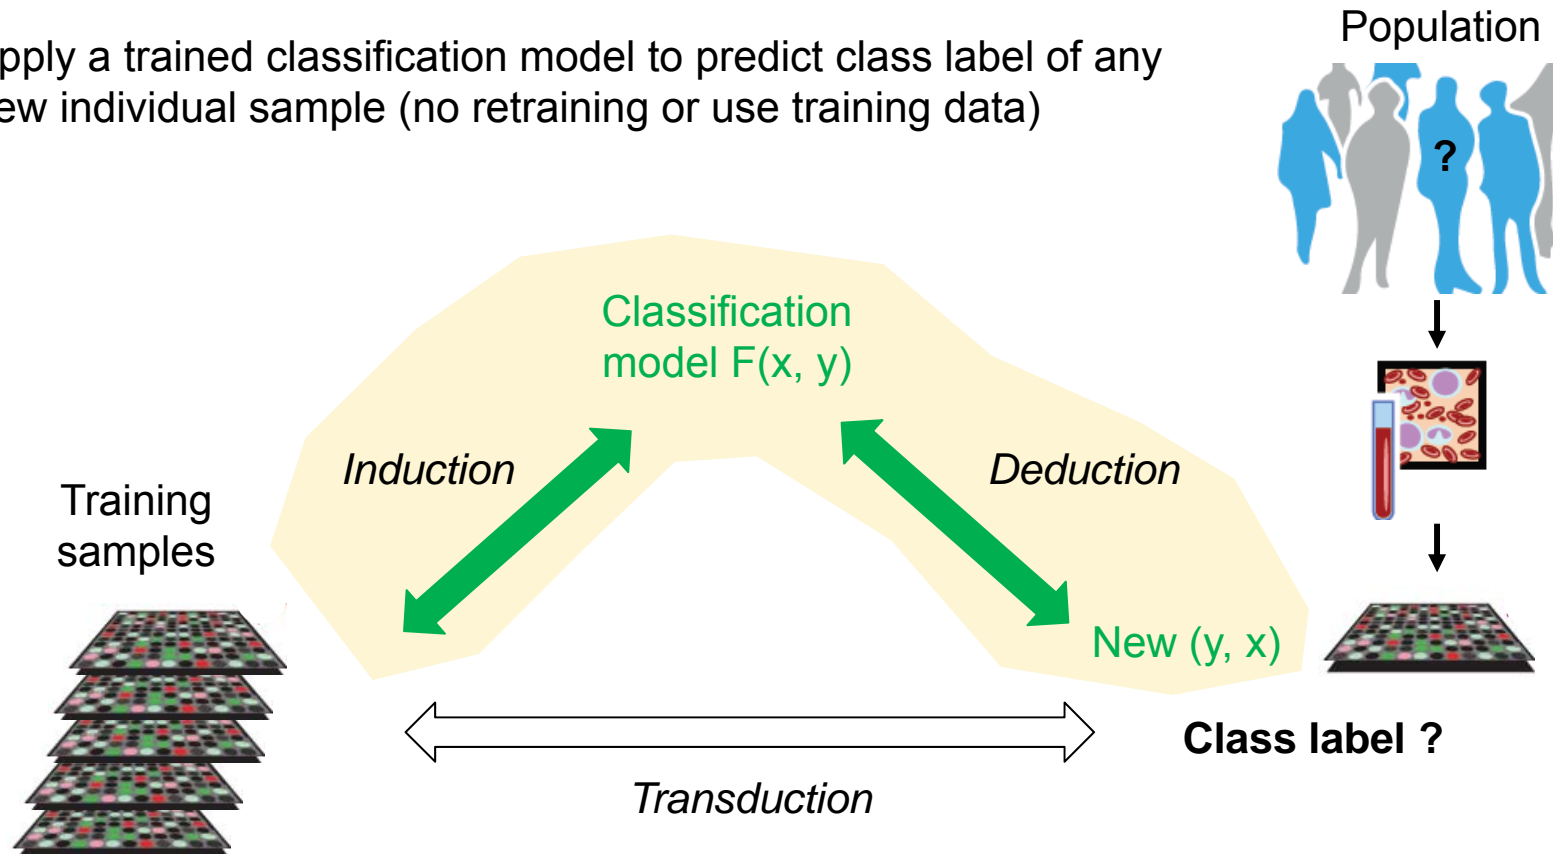 pply a trained classification model to predict class label of any
ew individual sample (no retraining or use training data)
Population
?
Classification
model F(x, y)
Induction
Deduction
Training
samples
New (y, x)
Class label ?
Transduction